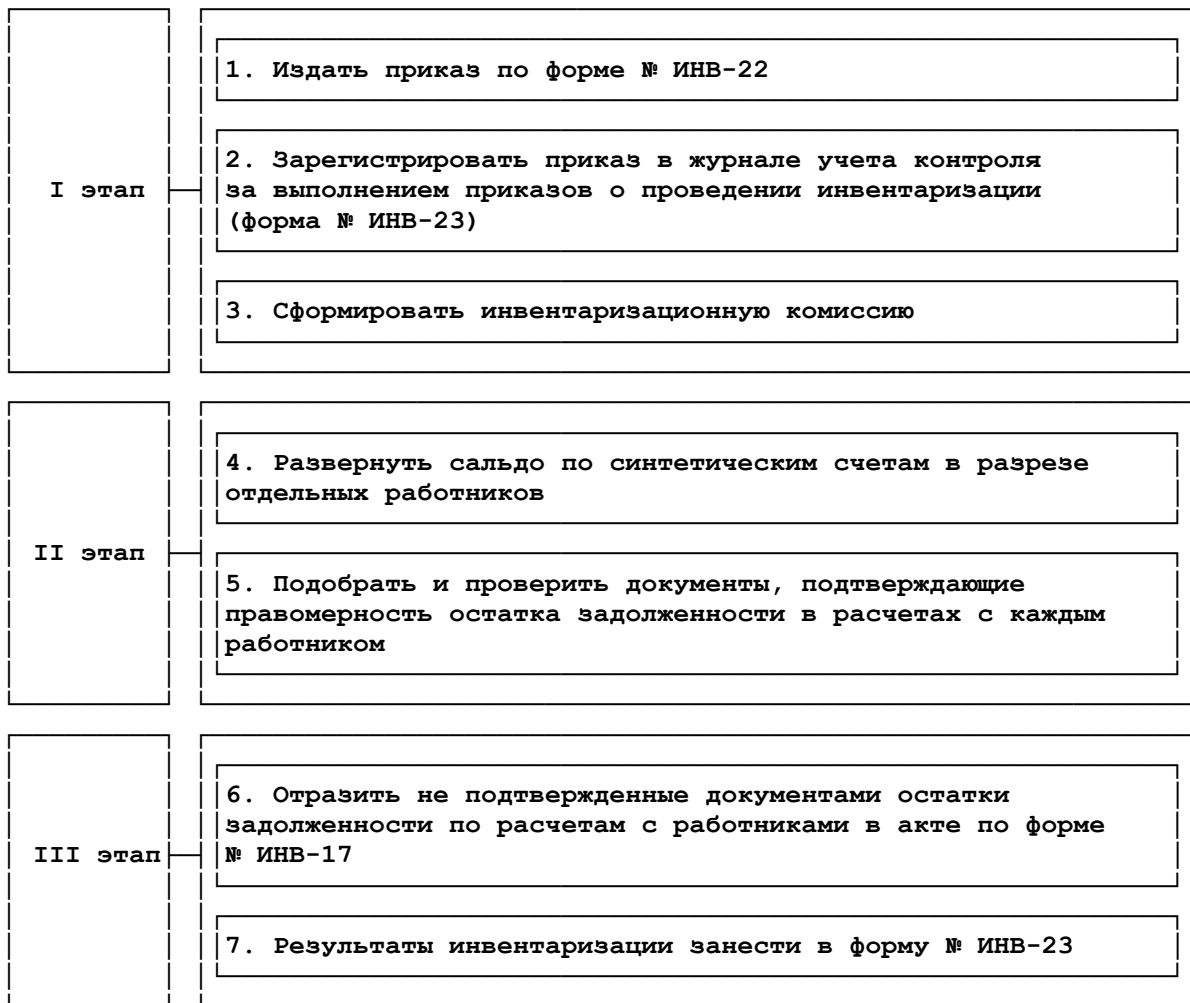 1. Издать приказ по форме № ИНВ-22
2. Зарегистрировать приказ в журнале учета контроля
I этап
за выполнением приказов о проведении инвентаризации
(форма № ИНВ-23)
3. Сформировать инвентаризационную комиссию
4. Развернуть сальдо по синтетическим счетам в разрезе
отдельных работников
II этап
5. Подобрать и проверить документы, подтверждающие
правомерность остатка задолженности в расчетах с каждым
работником
6. Отразить не подтвержденные документами остатки
задолженности по расчетам с работниками в акте по форме
III этап
№ ИНВ-17
7. Результаты инвентаризации занести в форму № ИНВ-23